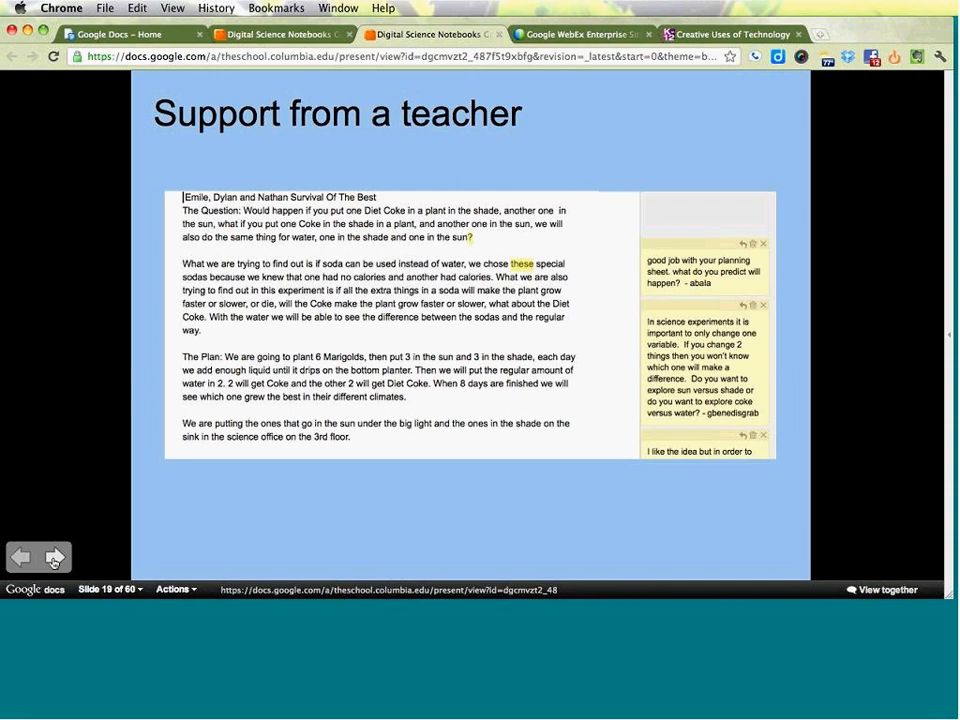 Chrome File Edit View History Bookmarks Window Help
Google Docs – Home
Digital Science Notebooks
Digital Science Notebooks
Google WebEx Enterprise
Creative Uses of Technology
https://docs.google.com/a/theschool.columbia.edu/present/view?id=dgcmvzt2_487f5t9xbfg&revision=_latest&start=0&theme=b...
Support from a teacher
Emile, Dylan and Nathan Survival Of The Best
The Question: Would happen if you put one Diet Coke in a plant in the shade, another one in
the sun, what if you put one Coke in the shade in a plant, and another one in the sun, we will
also do the same thing for water, one in the shade and one in the sun?
What we are trying to find out is if soda can be used instead of water, we chose these special
sodas because we knew that one had no calories and another had calories. What we are also
trying to find out in this experiment is if all the extra things in a soda will make the plant grow
faster or slower, or die, will the Coke make the plant grow faster or slower, what about the Diet
Coke. With the water we will be able to see the difference between the sodas and the regular
way.
The Plan: We are going to plant 6 Marigolds, then put 3 in the sun and 3 in the shade, each day
we add enough liquid until it drips on the bottom planter. Then we will put the regular amount of
water in 2. 2 will get Coke and the other 2 will get Diet Coke. When 8 days are finished we will
see which one grew the best in their different climates.
We are putting the ones that go in the sun under the big light and the ones in the shade on the
sink in the science office on the 3rd floor.
good job with your planning
sheet. what do you predict will
happen? - abala
In science experiments it is
important to only change one
variable. If you change 2
things then you won't know
which one will make a
difference. Do you want to
explore sun versus shade or
do you want to explore coke
versus water? - gbenedisgrab
I like the idea but in order to
Google docs Slide 19 of 60 Actions https://docs.google.com/a/theschool.columbia.edu/present/view?id=dgcmvzt2_48 View together